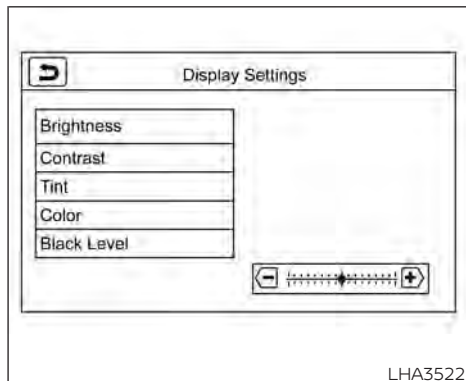 Display Settings
Brightness
Contrast
Tint
Color
Black Level
LHA3522